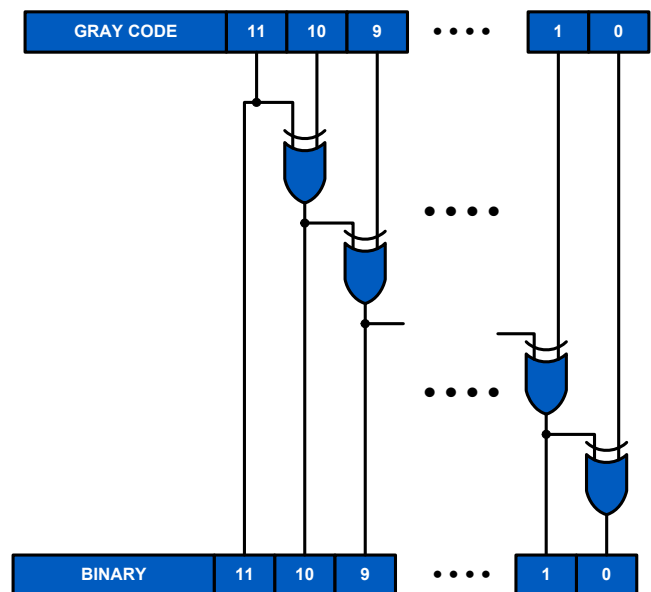 GRAY CODE 11 10 9 •••• 1 0
BINARY 11 10 9 •••• 1 0